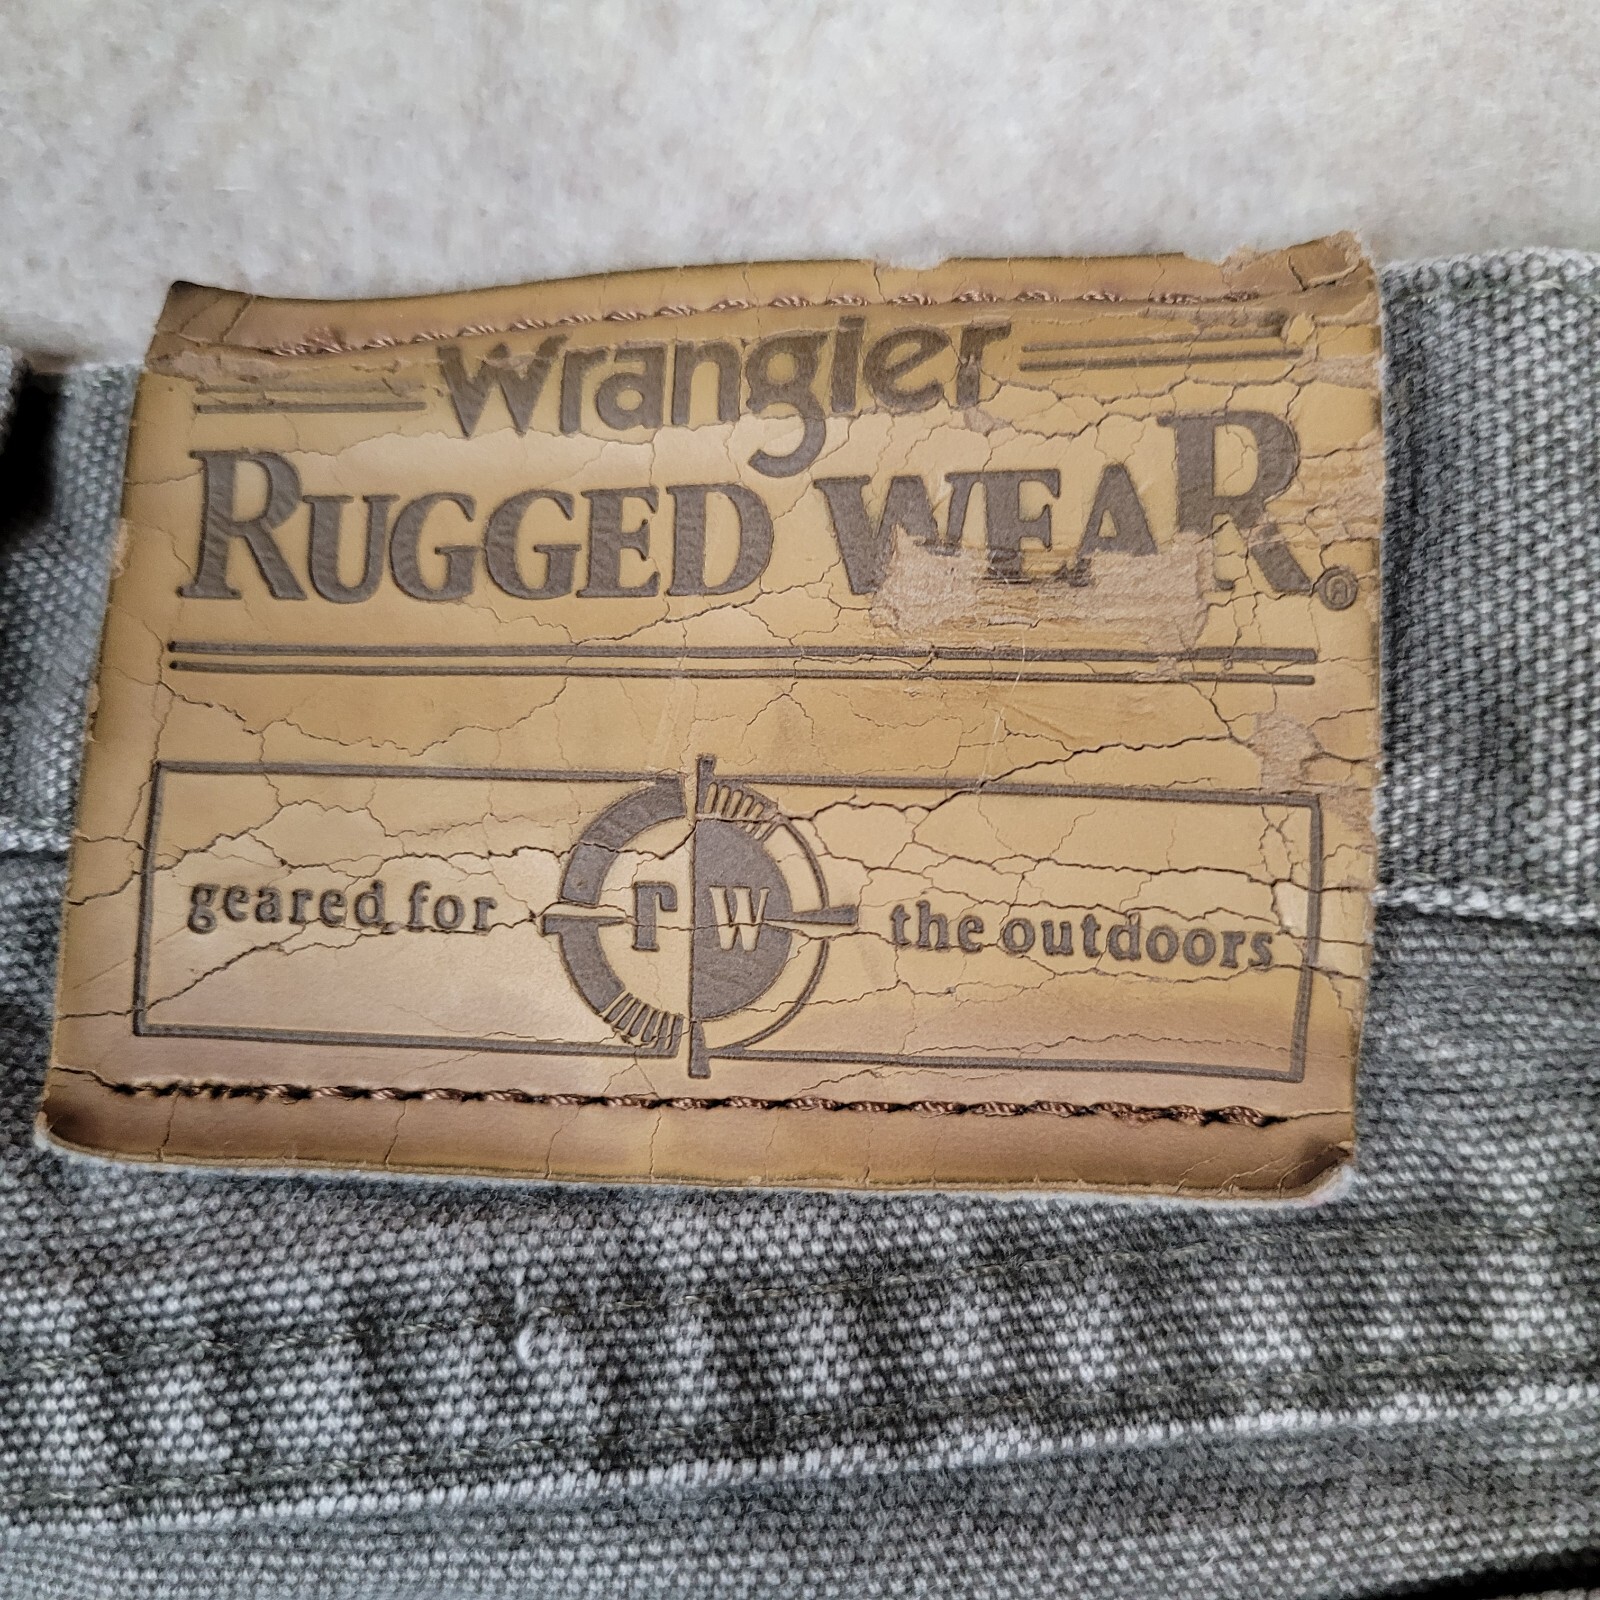 Wrangler
RUGGED WEAR®
geared for rW the outdoors